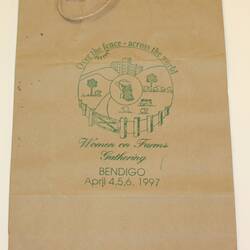 Over the fence - across the world
Women on Farms
Gathering
BENDIGO
April 4,5,6, 1997